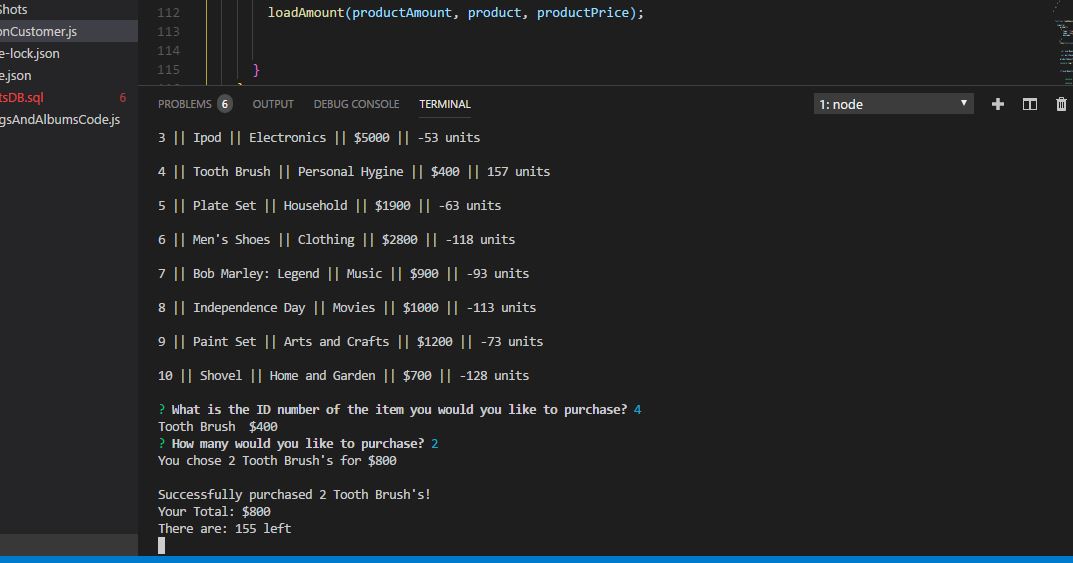 Shots
112 loadAmount(productAmount, product, productPrice);
onCustomer.js
113
e-lock.json
114
e.json
115 }
tsDB.sql 6
PROBLEMS 6 OUTPUT DEBUG CONSOLE TERMINAL 1: node
gsAndAlbumsCode.js
3 || Ipod || Electronics || $5000 || -53 units
4 || Tooth Brush || Personal Hygine || $400 || 157 units
5 || Plate Set || Household || $1900 || -63 units
6 || Men's Shoes || Clothing || $2800 || -118 units
7 || Bob Marley: Legend || Music || $900 || -93 units
8 || Independence Day || Movies || $1000 || -113 units
9 || Paint Set || Arts and Crafts || $1200 || -73 units
10 || Shovel || Home and Garden || $700 || -128 units
? What is the ID number of the item you would you like to purchase? 4
Tooth Brush $400
? How many would you like to purchase? 2
You chose 2 Tooth Brush's for $800
Successfully purchased 2 Tooth Brush's!
Your Total: $800
There are: 155 left